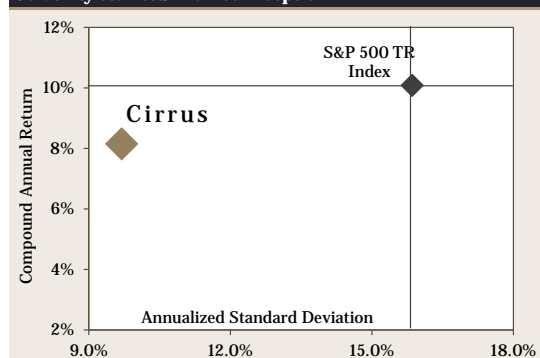 12%
S&P 500 TR
Index
10%
Cirrus
8%
6%
4%
2%
Compound Annual Return
Annualized Standard Deviation
9.0% 12.0% 15.0% 18.0%